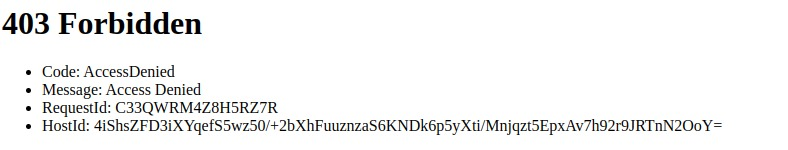 403 Forbidden
Code: AccessDenied
Message: Access Denied
RequestId: C33QWRM4Z8H5RZ7R
HostId: 4iShsZFD3iXYqefS5wz50/+2bXhFuuznzaS6KNDk6p5yXti/Mnjqzt5EpxAv7h92r9JRTnN2OoY=